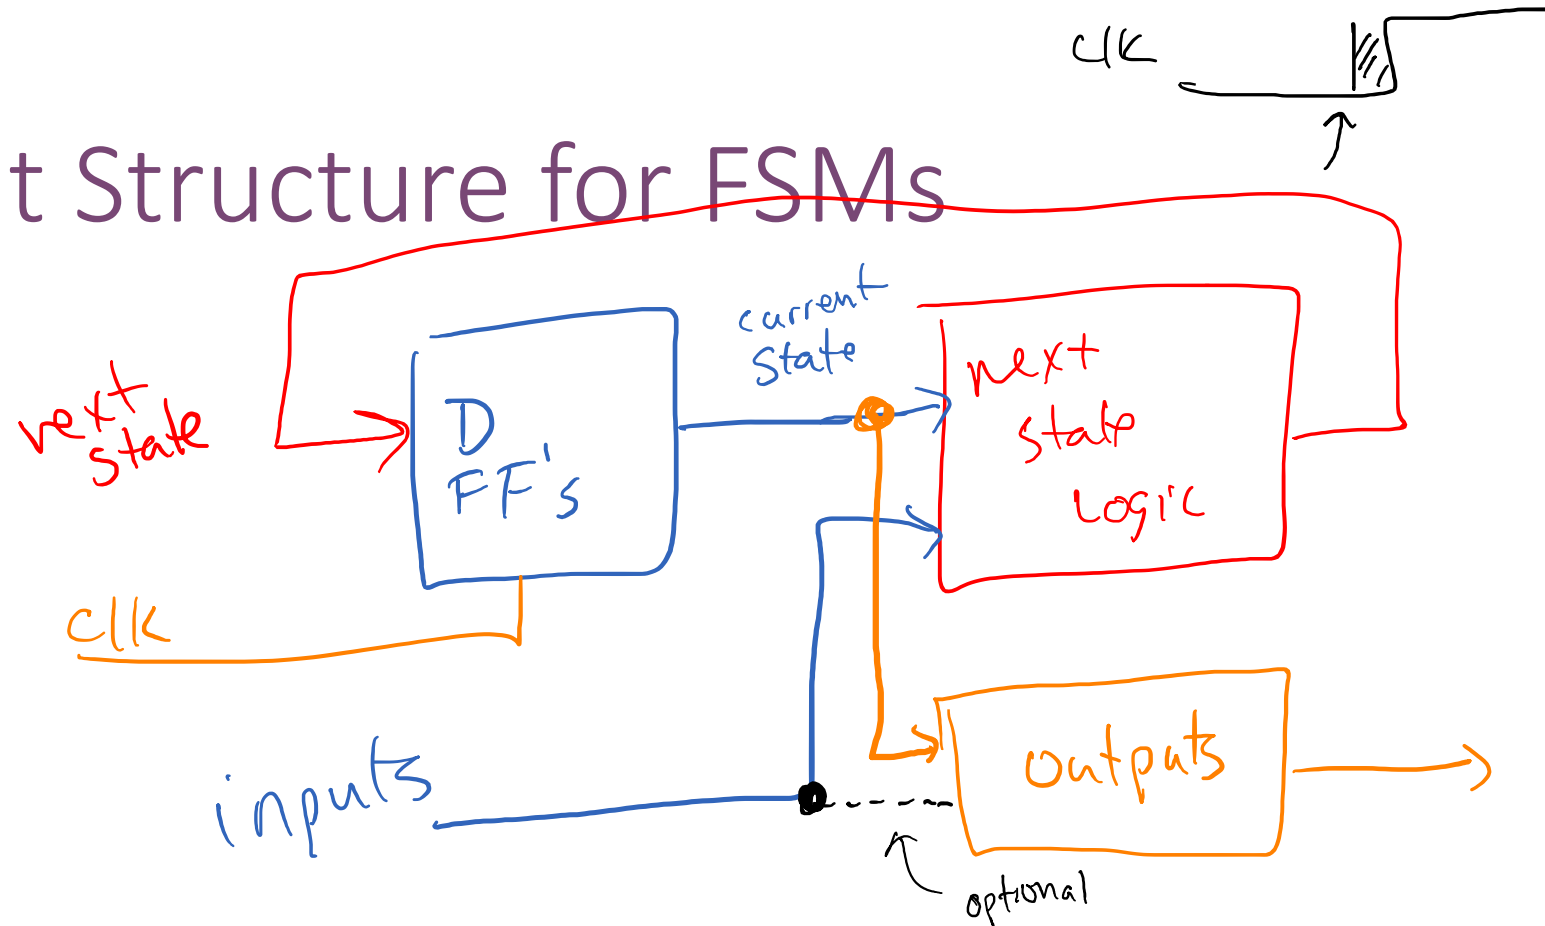 clk
t Structure for FSMs
current
state
next
state
D
FF's
next
state
Logic
clk
inputs
outputs
optional